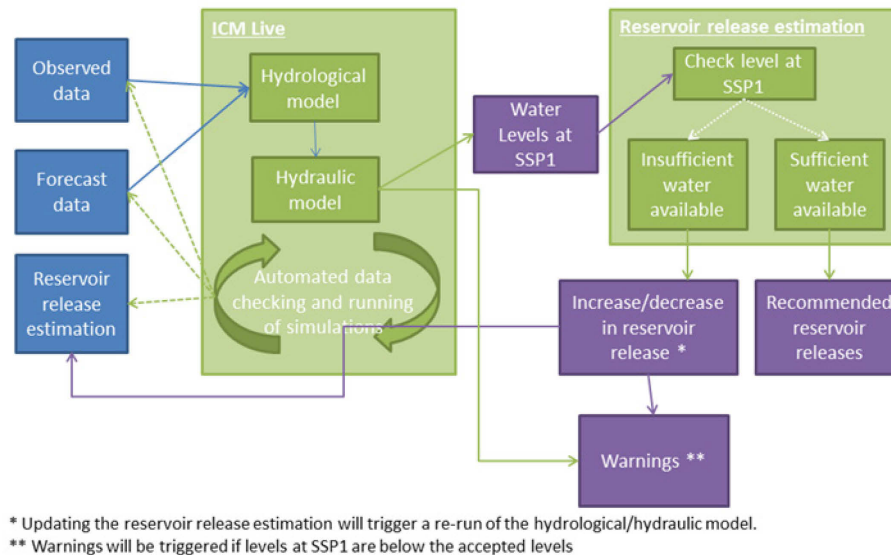 ICM Live
Reservoir release estimation
Observed
data
Hydrological
model
Check level at
SSP1
Water
Levels at
SSP1
Forecast
data
Hydraulic
model
Insufficient
water
available
Sufficient
water
available
Reservoir
release
estimation
Automated data
checking and running
of simulations
Increase/decrease
in reservoir
release *
Recommended
reservoir
releases
Warnings **
* Updating the reservoir release estimation will trigger a re-run of the hydrological/hydraulic model.
** Warnings will be triggered if levels at SSP1 are below the accepted levels